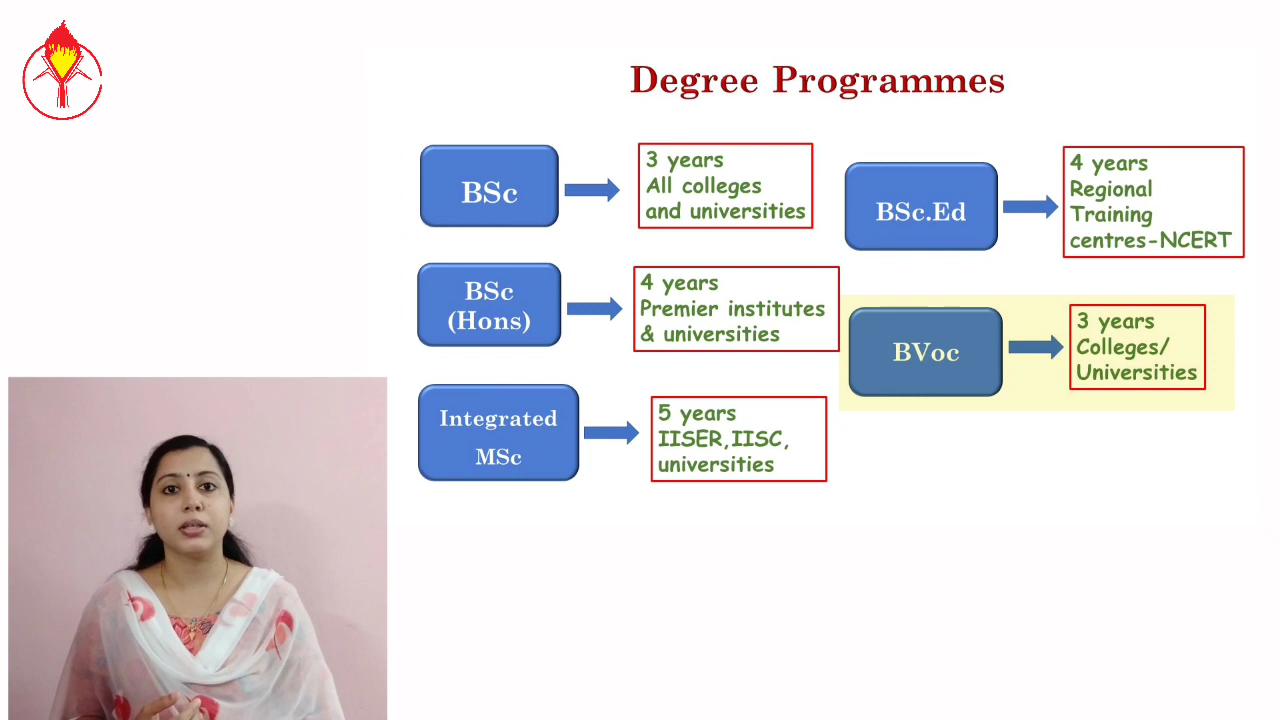 Degree Programmes
BSc
3 years
All colleges
and universities
BSc
(Hons)
4 years
Premier institutes
& universities
Integrated
MSc
5 years
IISER,IISC,
universities
BSc.Ed
4 years
Regional
Training
centres-NCERT
BVoc
3 years
Colleges/
Universities